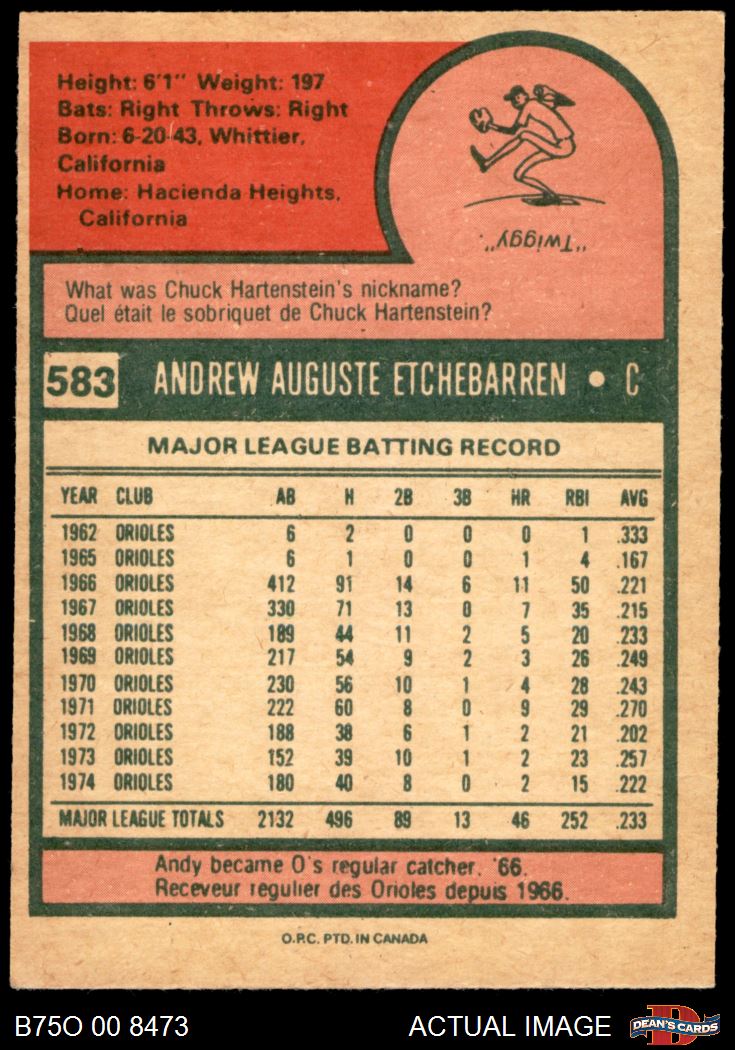 Height: 6'1" Weight: 197
Bats: Right Throws: Right
Born: 6-20-43, Whittier,
California
Home: Hacienda Heights,
California
"Twiggy".
What was Chuck Hartenstein's nickname?
Quel était le sobriquet de Chuck Hartenstein?
583 ANDREW AUGUSTE ETCHEBARREN • C
MAJOR LEAGUE BATTING RECORD
YEAR CLUB AB H 2B 3B HR RBI AVG
1962 ORIOLES 6 2 0 0 0 1 .333
1965 ORIOLES 6 1 0 0 1 4 .167
1966 ORIOLES 412 91 14 6 11 50 .221
1967 ORIOLES 330 71 13 0 7 35 .215
1968 ORIOLES 189 44 11 2 5 20 .233
1969 ORIOLES 217 54 9 2 3 26 .249
1970 ORIOLES 230 56 10 1 4 28 .243
1971 ORIOLES 222 60 8 0 9 29 .270
1972 ORIOLES 188 38 6 1 2 21 .202
1973 ORIOLES 152 39 10 1 2 23 .257
1974 ORIOLES 180 40 8 0 2 15 .222
MAJOR LEAGUE TOTALS 2132 496 89 13 46 252 .233
Andy became O's regular catcher, '66.
Receveur regulier des Orioles depuis 1966.
O.P.C. PTD. IN CANADA
B75O 00 8473 ACTUAL IMAGE D DEAN'S CARDS